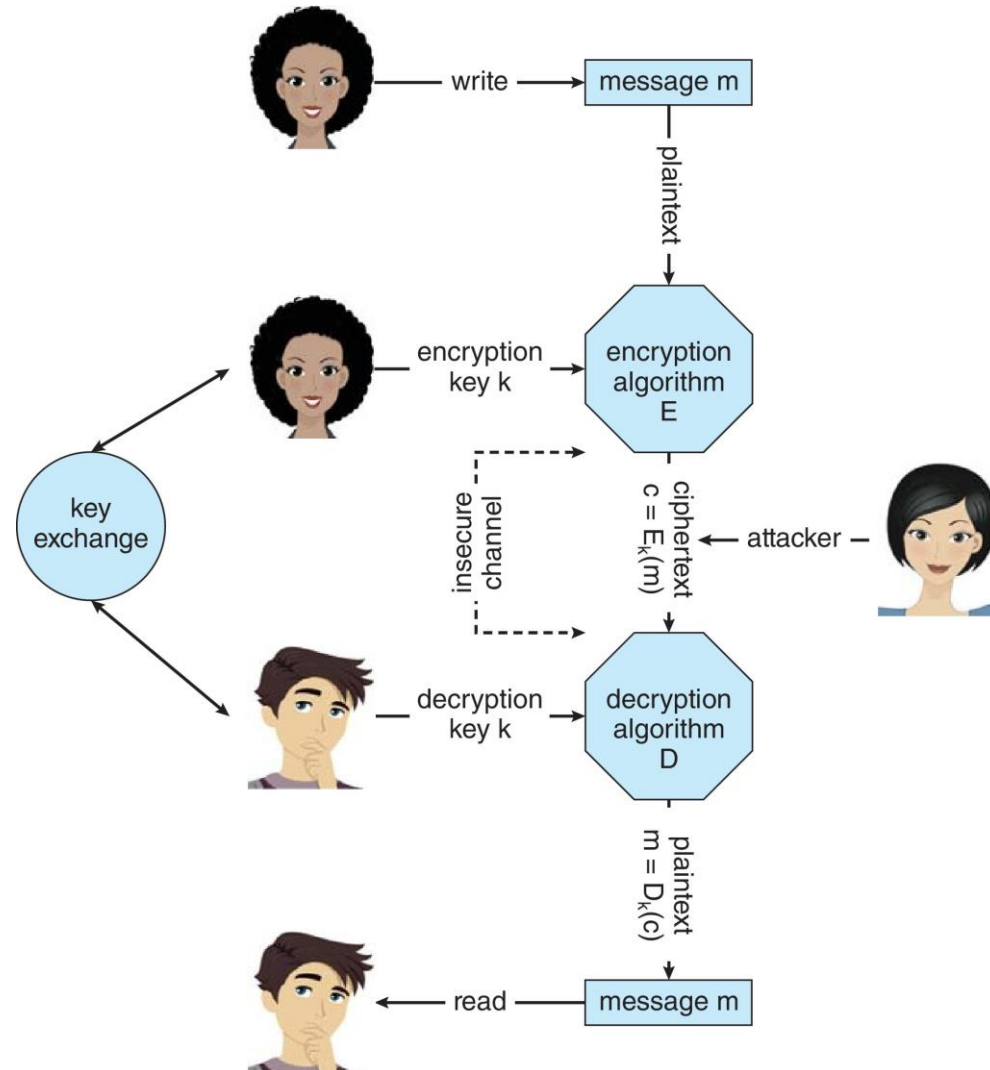 write
message m
plaintext
encryption
key k
encryption
algorithm
E
key
exchange
insecure
channel
ciphertext
c = Eₖ(m)
attacker
decryption
key k
decryption
algorithm
D
plaintext
m = Dₖ(c)
read
message m